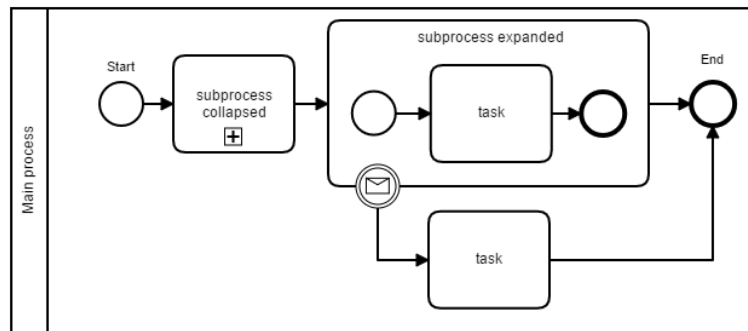 Main process
Start
subprocess
collapsed
subprocess expanded
task
End
task